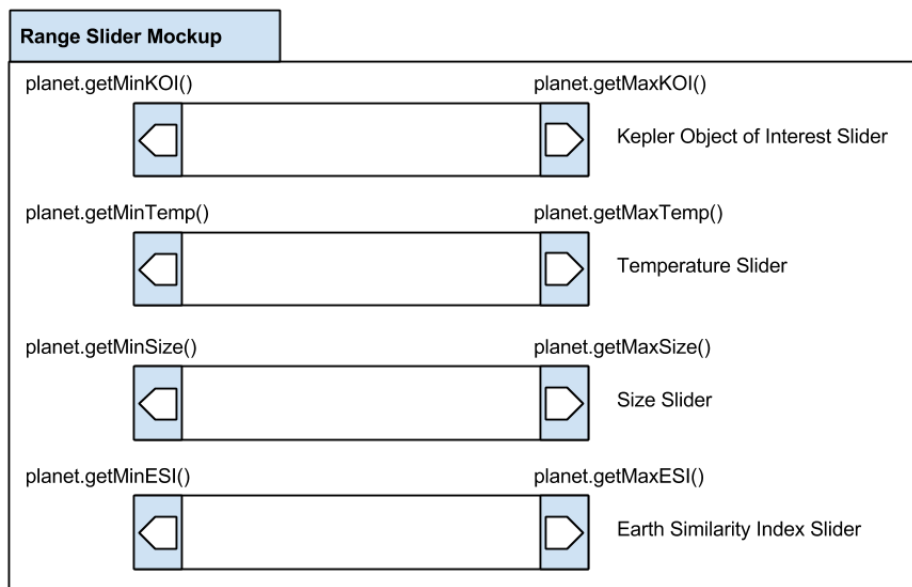 Range Slider Mockup
planet.getMinKOI() planet.getMaxKOI()
Kepler Object of Interest Slider
planet.getMinTemp() planet.getMaxTemp()
Temperature Slider
planet.getMinSize() planet.getMaxSize()
Size Slider
planet.getMinESI() planet.getMaxESI()
Earth Similarity Index Slider